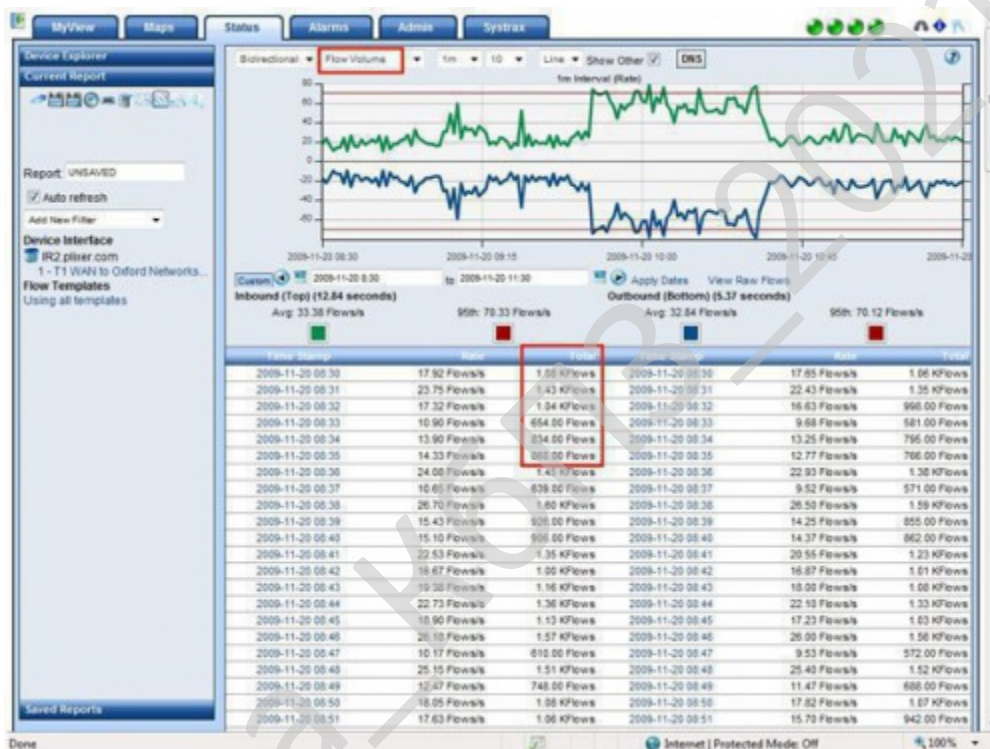 MyView Maps Status Alarms Admin Systrax
Device Explorer
Current Report
Report: UNSAVED
Auto refresh
Add New Filter
Device Interface
IR2.plixer.com
1 - T1 WAN to Oxford Networks...
Flow Templates
Using all templates
Saved Reports
Bidirectional Flow Volume 1m 10 Line Show Other DNS
1m Interval (Rate)
80
60
40
20
0
-20
-40
-60
2009-11-20 08:30 2009-11-20 09:15 2009-11-20 10:00 2009-11-20 10:45 2009-11-20
Custom 2009-11-20 8:30 to 2009-11-20 11:30 Apply Dates View Raw Flows
Inbound (Top) (12.84 seconds) Outbound (Bottom) (5.37 seconds)
Avg: 33.38 Flows/s 95th: 70.33 Flows/s Avg: 32.84 Flows/s 95th: 70.12 Flows/s
Time Stamp Rate Total Time Stamp Rate Total
2009-11-20 08:30 17.92 Flows/s KFlows 2009-11-20 08:30 17.65 Flows/s 1.06 KFlows
2009-11-20 08:31 23.75 Flows/s 1.43 KFlows 2009-11-20 08:31 22.43 Flows/s 1.35 KFlows
2009-11-20 08:32 17.32 Flows/s 1.04 KFlows 2009-11-20 08:32 16.63 Flows/s 998.00 Flows
2009-11-20 08:33 10.90 Flows/s 654.00 Flows 2009-11-20 08:33 9.68 Flows/s 581.00 Flows
2009-11-20 08:34 13.90 Flows/s 834.00 Flows 2009-11-20 08:34 13.25 Flows/s 795.00 Flows
2009-11-20 08:35 14.33 Flows/s Flows 2009-11-20 08:35 12.77 Flows/s 766.00 Flows
2009-11-20 08:36 24.08 Flows/s 1.45 KFlows 2009-11-20 08:36 22.93 Flows/s 1.38 KFlows
2009-11-20 08:37 10.65 Flows/s 639.00 Flows 2009-11-20 08:37 9.52 Flows/s 571.00 Flows
2009-11-20 08:38 26.70 Flows/s 1.60 KFlows 2009-11-20 08:38 26.50 Flows/s 1.59 KFlows
2009-11-20 08:39 15.43 Flows/s 926.00 Flows 2009-11-20 08:39 14.25 Flows/s 855.00 Flows
2009-11-20 08:40 15.10 Flows/s 906.00 Flows 2009-11-20 08:40 14.37 Flows/s 862.00 Flows
2009-11-20 08:41 22.53 Flows/s 1.35 KFlows 2009-11-20 08:41 20.55 Flows/s 1.23 KFlows
2009-11-20 08:42 16.67 Flows/s 1.00 KFlows 2009-11-20 08:42 16.87 Flows/s 1.01 KFlows
2009-11-20 08:43 19.38 Flows/s 1.16 KFlows 2009-11-20 08:43 18.00 Flows/s 1.08 KFlows
2009-11-20 08:44 22.73 Flows/s 1.36 KFlows 2009-11-20 08:44 22.18 Flows/s 1.33 KFlows
2009-11-20 08:45 18.90 Flows/s 1.13 KFlows 2009-11-20 08:45 17.23 Flows/s 1.03 KFlows
2009-11-20 08:46 26.18 Flows/s 1.57 KFlows 2009-11-20 08:46 26.00 Flows/s 1.56 KFlows
2009-11-20 08:47 10.17 Flows/s 610.00 Flows 2009-11-20 08:47 9.53 Flows/s 572.00 Flows
2009-11-20 08:48 25.15 Flows/s 1.51 KFlows 2009-11-20 08:48 25.40 Flows/s 1.52 KFlows
2009-11-20 08:49 12.47 Flows/s 748.00 Flows 2009-11-20 08:49 11.47 Flows/s 688.00 Flows
2009-11-20 08:50 18.05 Flows/s 1.08 KFlows 2009-11-20 08:50 17.82 Flows/s 1.07 KFlows
2009-11-20 08:51 17.63 Flows/s 1.06 KFlows 2009-11-20 08:51 15.70 Flows/s 942.00 Flows
Done Internet | Protected Mode: Off 100%